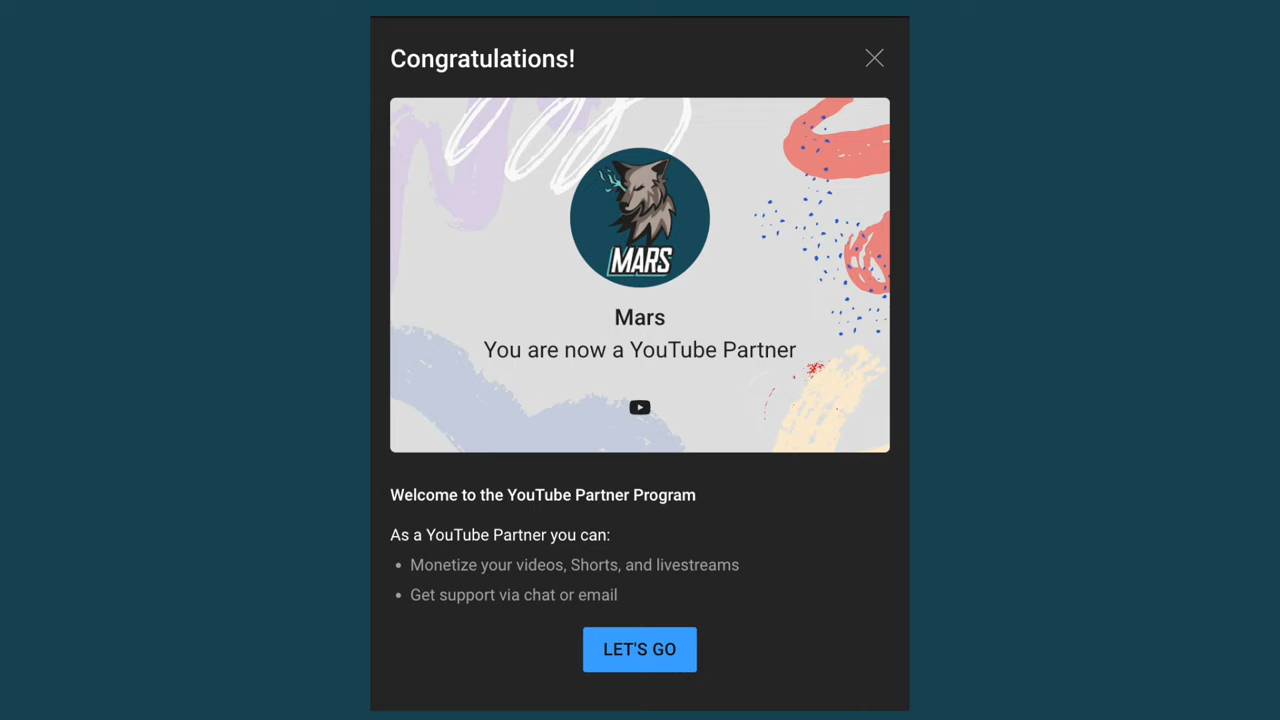 Congratulations!
MARS
Mars
You are now a YouTube Partner
Welcome to the YouTube Partner Program
As a YouTube Partner you can:
• Monetize your videos, Shorts, and livestreams
• Get support via chat or email
LET'S GO